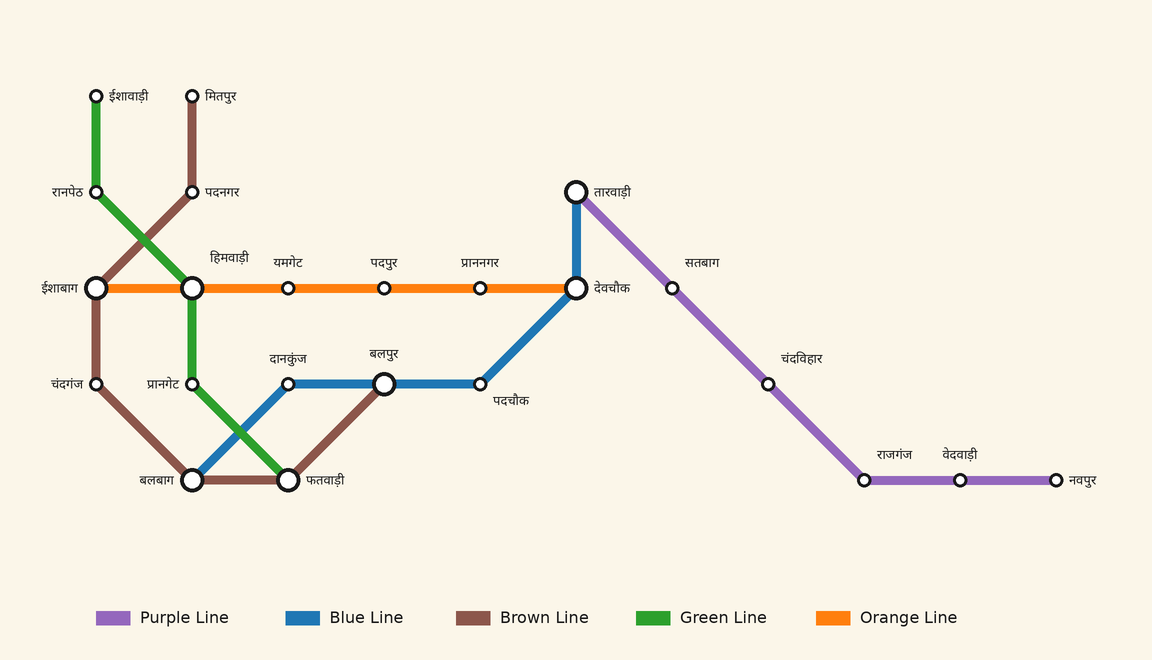 ईशावाड़ी
मितपुर
रानपेठ
पदनगर
तारवाड़ी
हिमवाड़ी
यमगेट
पदपुर
प्राननगर
सतबाग
ईशाबाग
देवचौक
दानकुंज
बलपुर
चंदविहार
चंदगंज
प्रानगेट
पदचौक
राजगंज
वेदवाड़ी
बलबाग
फतवाड़ी
नवपुर
Purple Line
Blue Line
Brown Line
Green Line
Orange Line